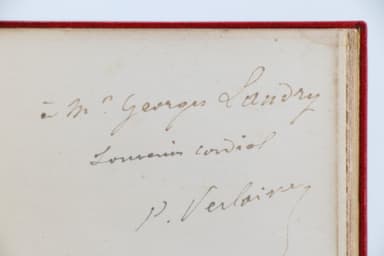 à Mr Georges Landry
Souvenir cordial
P. Verlaine